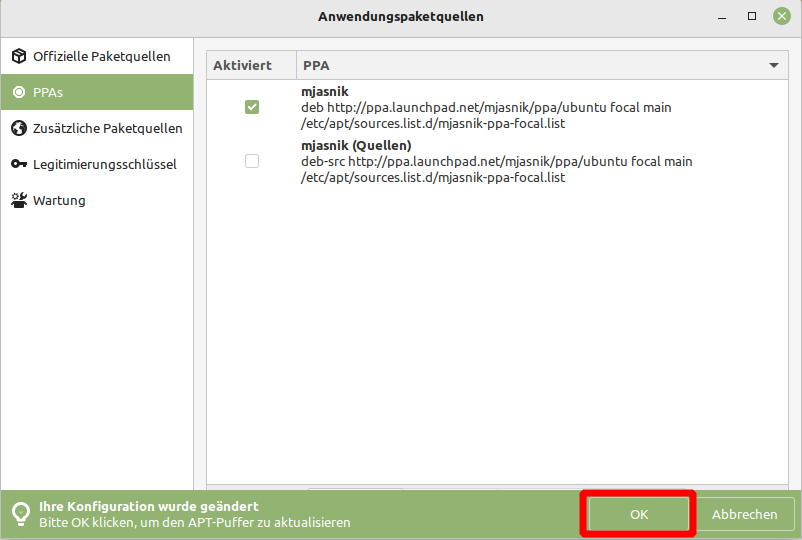 Anwendungspaketquellen
Offizielle Paketquellen
PPAs
Zusätzliche Paketquellen
Legitimierungsschlüssel
Wartung
Aktiviert PPA
mjasnik
deb http://ppa.launchpad.net/mjasnik/ppa/ubuntu focal main
/etc/apt/sources.list.d/mjasnik-ppa-focal.list
mjasnik (Quellen)
deb-src http://ppa.launchpad.net/mjasnik/ppa/ubuntu focal main
/etc/apt/sources.list.d/mjasnik-ppa-focal.list
Ihre Konfiguration wurde geändert
Bitte OK klicken, um den APT-Puffer zu aktualisieren
OK
Abbrechen